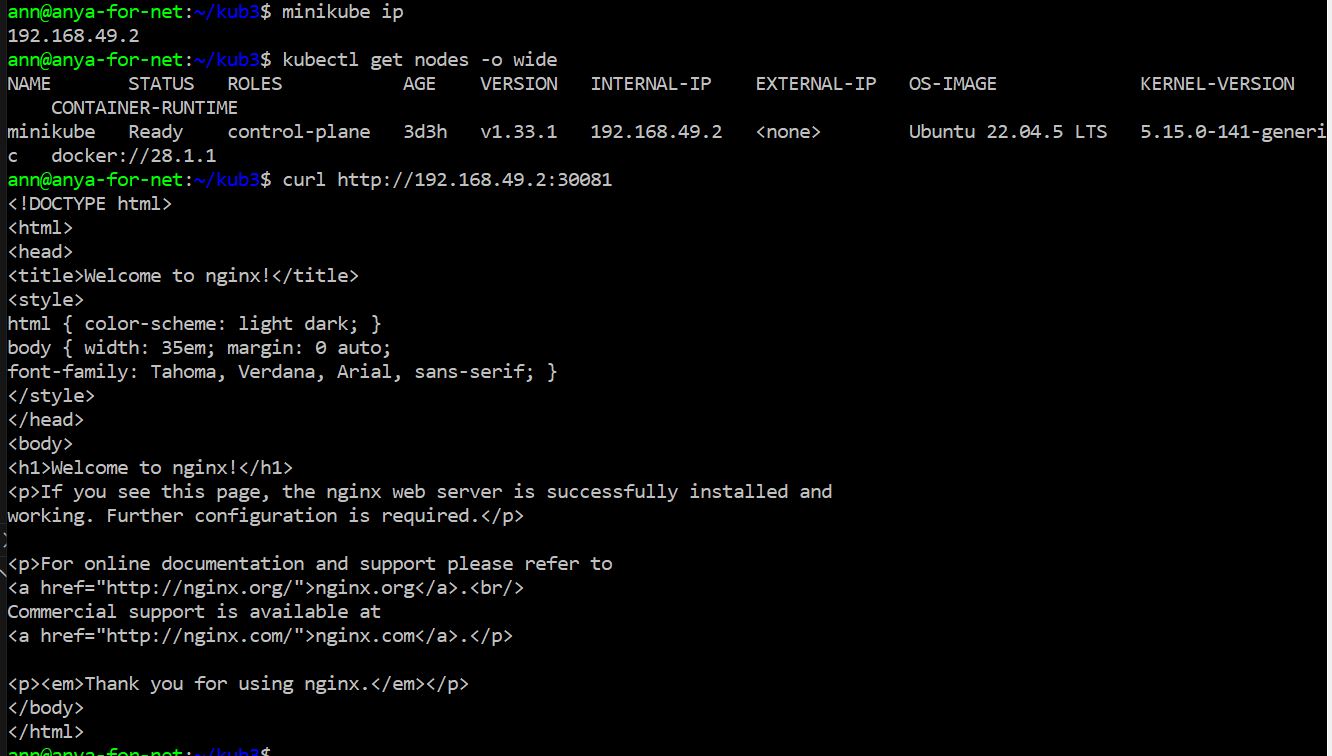 ann@anya-for-net:~/kub3$ minikube ip
192.168.49.2
ann@anya-for-net:~/kub3$ kubectl get nodes -o wide
NAME       STATUS   ROLES           AGE    VERSION   INTERNAL-IP    EXTERNAL-IP   OS-IMAGE             KERNEL-VERSION
    CONTAINER-RUNTIME
minikube   Ready    control-plane   3d3h   v1.33.1   192.168.49.2   <none>        Ubuntu 22.04.5 LTS   5.15.0-141-generi
c   docker://28.1.1
ann@anya-for-net:~/kub3$ curl http://192.168.49.2:30081
<!DOCTYPE html>
<html>
<head>
<title>Welcome to nginx!</title>
<style>
html { color-scheme: light dark; }
body { width: 35em; margin: 0 auto;
font-family: Tahoma, Verdana, Arial, sans-serif; }
</style>
</head>
<body>
<h1>Welcome to nginx!</h1>
<p>If you see this page, the nginx web server is successfully installed and
working. Further configuration is required.</p>

<p>For online documentation and support please refer to
<a href="http://nginx.org/">nginx.org</a>.<br/>
Commercial support is available at
<a href="http://nginx.com/">nginx.com</a>.</p>

<p><em>Thank you for using nginx.</em></p>
</body>
</html>
ann@anya-for-net:~/kub3$